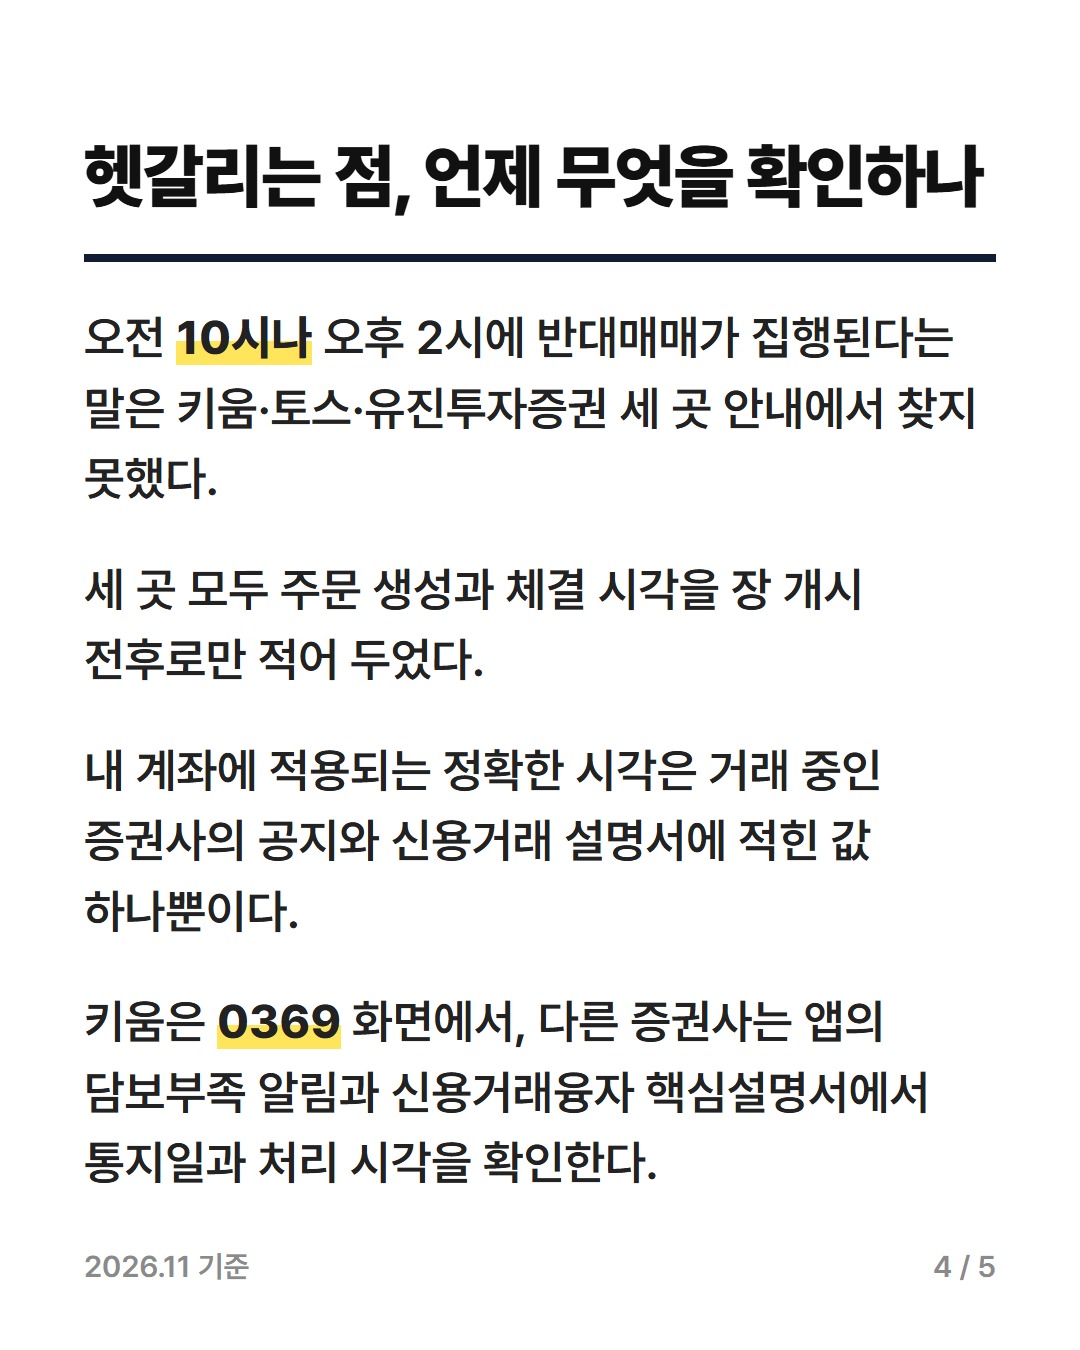 헷갈리는 점, 언제 무엇을 확인하나
오전 10시나 오후 2시에 반대매매가 집행된다는
말은 키움·토스·유진투자증권 세 곳 안내에서 찾지
못했다.
세 곳 모두 주문 생성과 체결 시각을 장 개시
전후로만 적어 두었다.
내 계좌에 적용되는 정확한 시각은 거래 중인
증권사의 공지와 신용거래 설명서에 적힌 값
하나뿐이다.
키움은 0369 화면에서, 다른 증권사는 앱의
담보부족 알림과 신용거래융자 핵심설명서에서
통지일과 처리 시각을 확인한다.
2026.11 기준
4 / 5